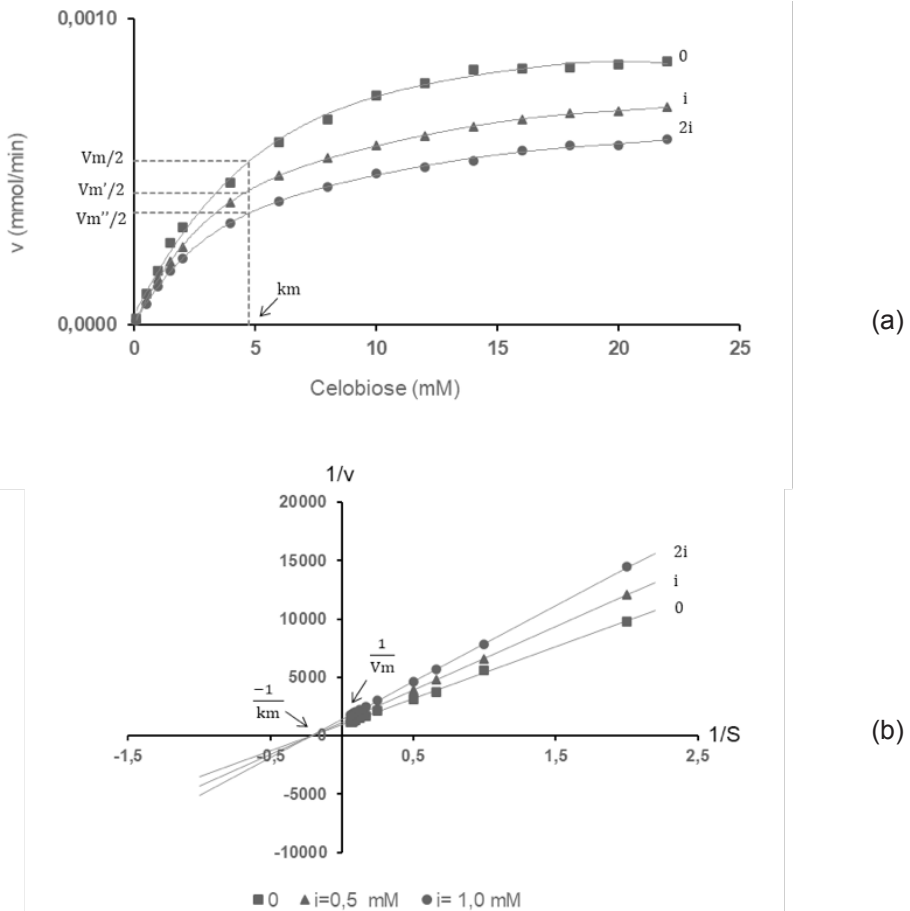 0,0010
0
i
2i
Vm/2
Vm'/2
Vm''/2
v (mmol/min)
km
0,0000
0
5
10
15
20
25
Celobiose (mM)
(a)
1/v
20000
2i
15000
i
0
10000
1
Vm
5000
−1
km
0
1/S
-1,5
-0,5
0,5
1,5
2,5
(b)
-5000
-10000
0 i=0,5 mM i= 1,0 mM